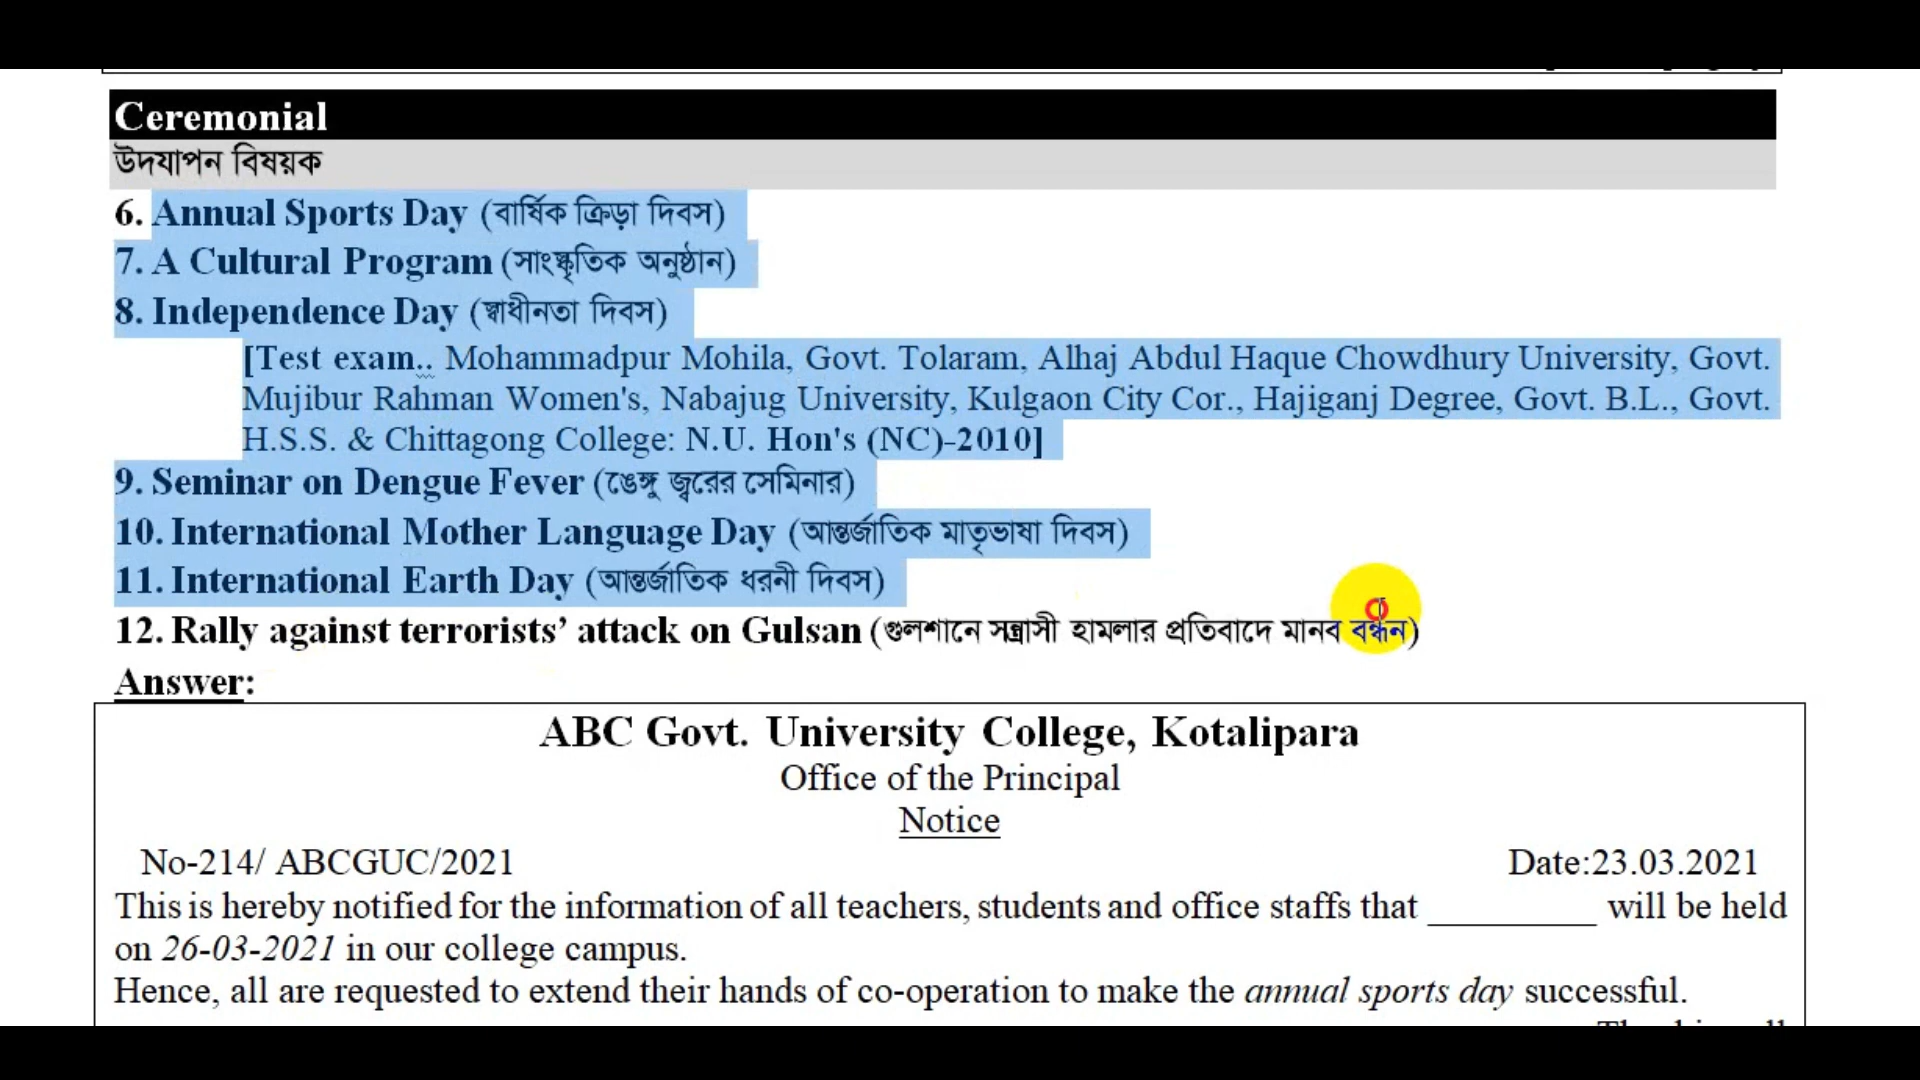 Ceremonial
উদযাপন বিষয়ক
6. Annual Sports Day (বার্ষিক ক্রিড়া দিবস)
7. A Cultural Program (সাংষ্কৃতিক অনুষ্ঠান)
8. Independence Day (স্বাধীনতা দিবস)
[Test exam.. Mohammadpur Mohila, Govt. Tolaram, Alhaj Abdul Haque Chowdhury University, Govt.
Mujibur Rahman Women's, Nabajug University, Kulgaon City Cor., Hajiganj Degree, Govt. B.L., Govt.
H.S.S. & Chittagong College: N.U. Hon's (NC)-2010]
9. Seminar on Dengue Fever (ডেঙ্গু জ্বরের সেমিনার)
10. International Mother Language Day (আন্তর্জাতিক মাতৃভাষা দিবস)
11. International Earth Day (আন্তর্জাতিক ধরনী দিবস)
12. Rally against terrorists’ attack on Gulsan (গুলশানে সন্ত্রাসী হামলার প্রতিবাদে মানব বন্ধন)
Answer:
ABC Govt. University College, Kotalipara
Office of the Principal
Notice
No-214/ ABCGUC/2021 Date:23.03.2021
This is hereby notified for the information of all teachers, students and office staffs that __________ will be held
on 26-03-2021 in our college campus.
Hence, all are requested to extend their hands of co-operation to make the annual sports day successful.